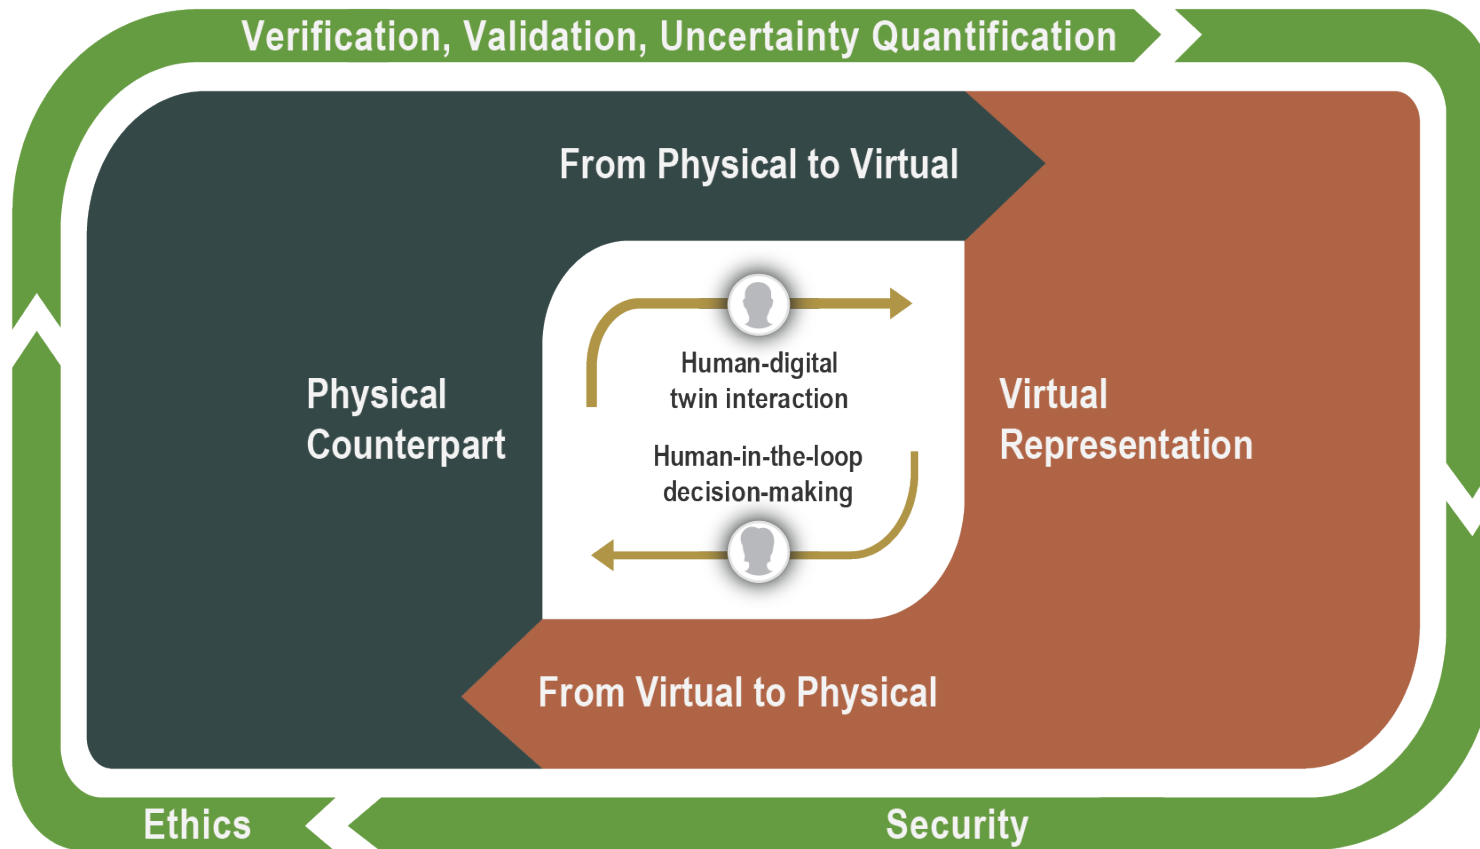 Verification, Validation, Uncertainty Quantification
From Physical to Virtual
Human-digital
twin interaction
Physical
Counterpart
Virtual
Representation
Human-in-the-loop
decision-making
From Virtual to Physical
Ethics
Security